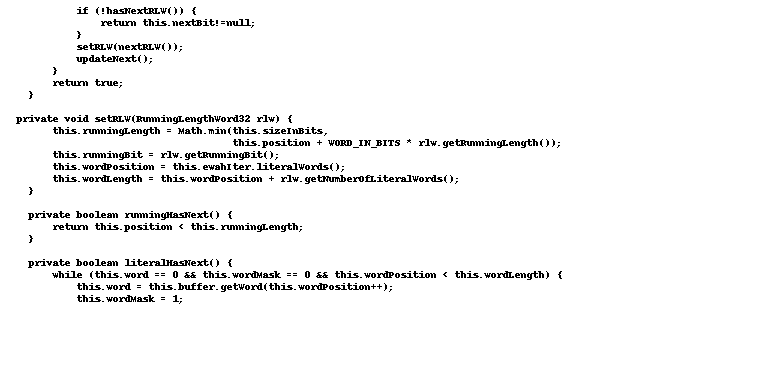 if (!hasNextRLW()) {
return this.nextBit!=null;
}
setRLW(nextRLW());
updateNext();
}
return true;
}
private void setRLW(RunningLengthWord32 rlw) {
this.runningLength = Math.min(this.sizeInBits,
this.position + WORD_IN_BITS * rlw.getRunningLength());
this.runningBit = rlw.getRunningBit();
this.wordPosition = this.ewahIter.literalWords();
this.wordLength = this.wordPosition + rlw.getNumberOfLiteralWords();
}
private boolean runningHasNext() {
return this.position < this.runningLength;
}
private boolean literalHasNext() {
while (this.word == 0 && this.wordMask == 0 && this.wordPosition < this.wordLength) {
this.word = this.buffer.getWord(this.wordPosition++);
this.wordMask = 1;